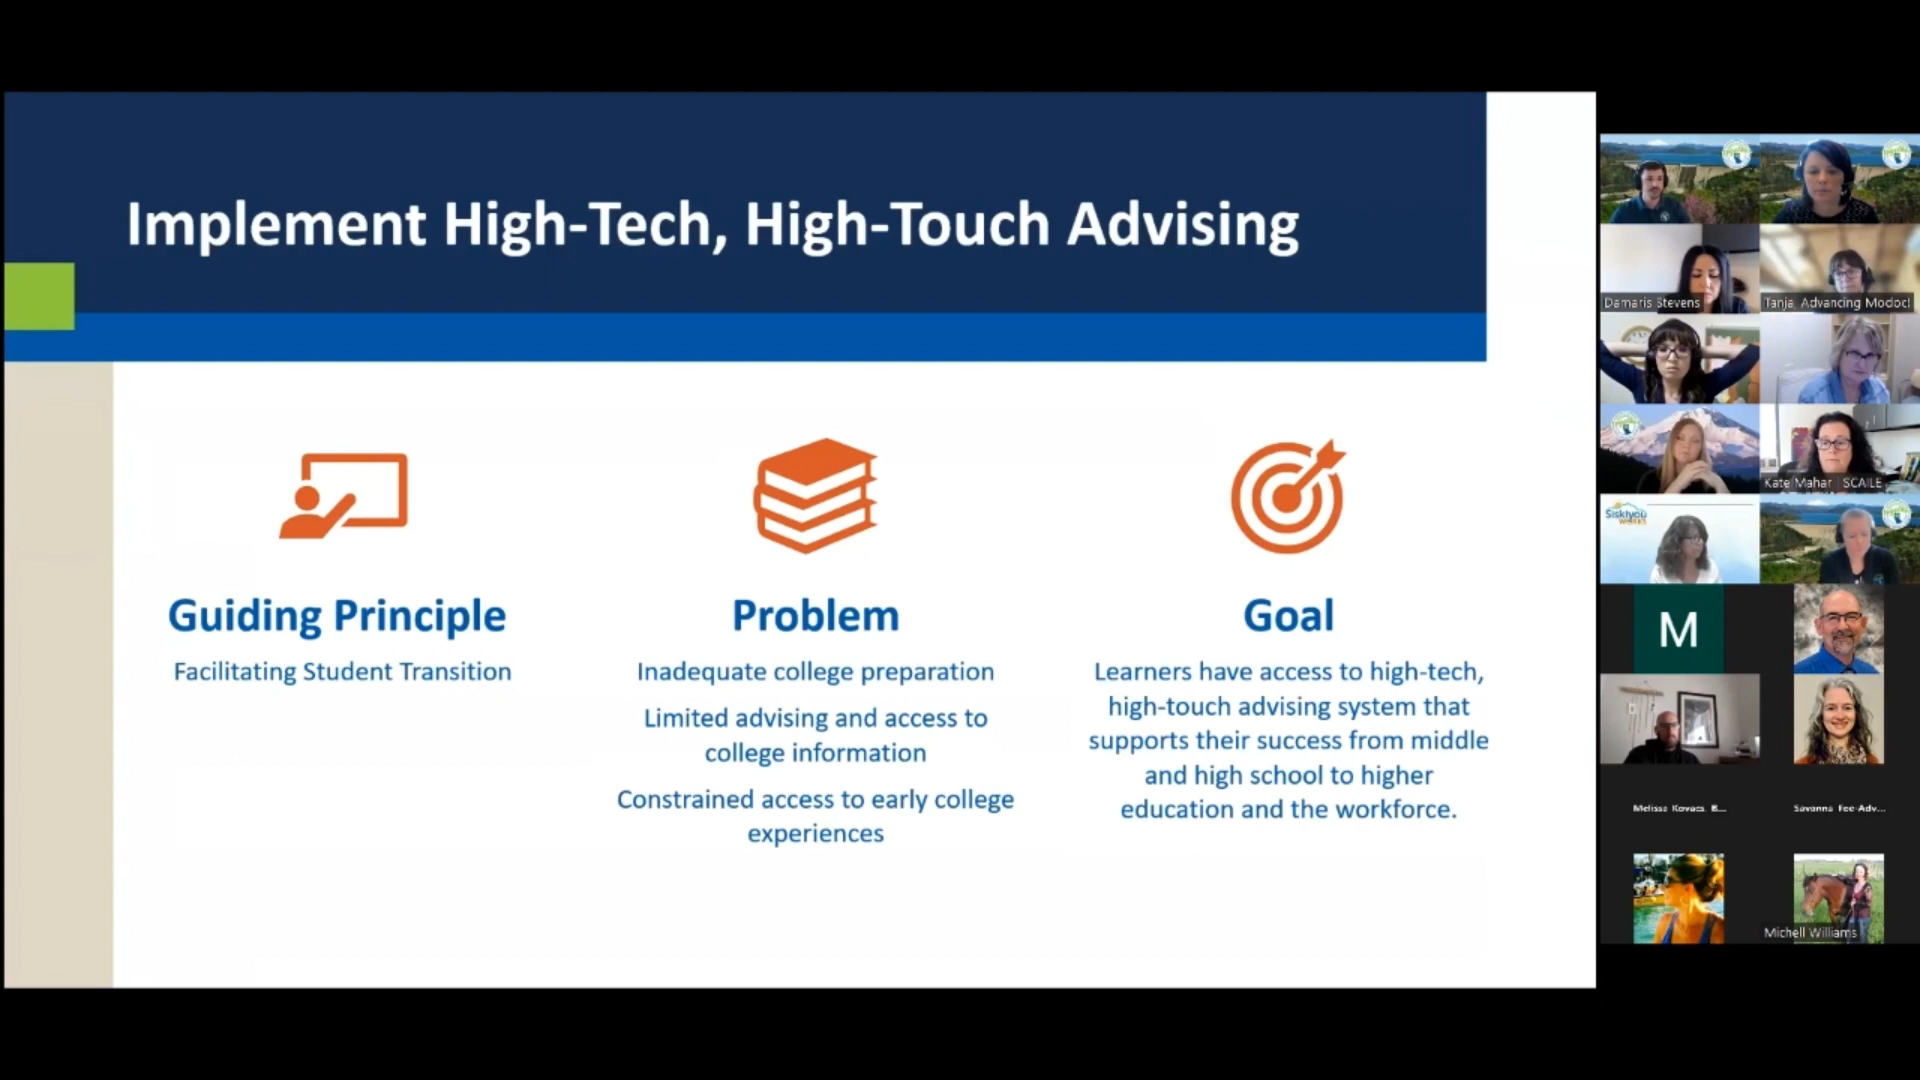 Implement High-Tech, High-Touch Advising
Guiding Principle
Facilitating Student Transition
Problem
Inadequate college preparation
Limited advising and access to
college information
Constrained access to early college
experiences
Goal
Learners have access to high-tech,
high-touch advising system that
supports their success from middle
and high school to higher
education and the workforce.
Damaris Stevens
Tanja, Advancing Modoc!
Kate Mahar | SCAILE
Siskiyou
WORKS
M
Melissa Kovacs, B...
Savanna Fee-Adv...
Michell Williams